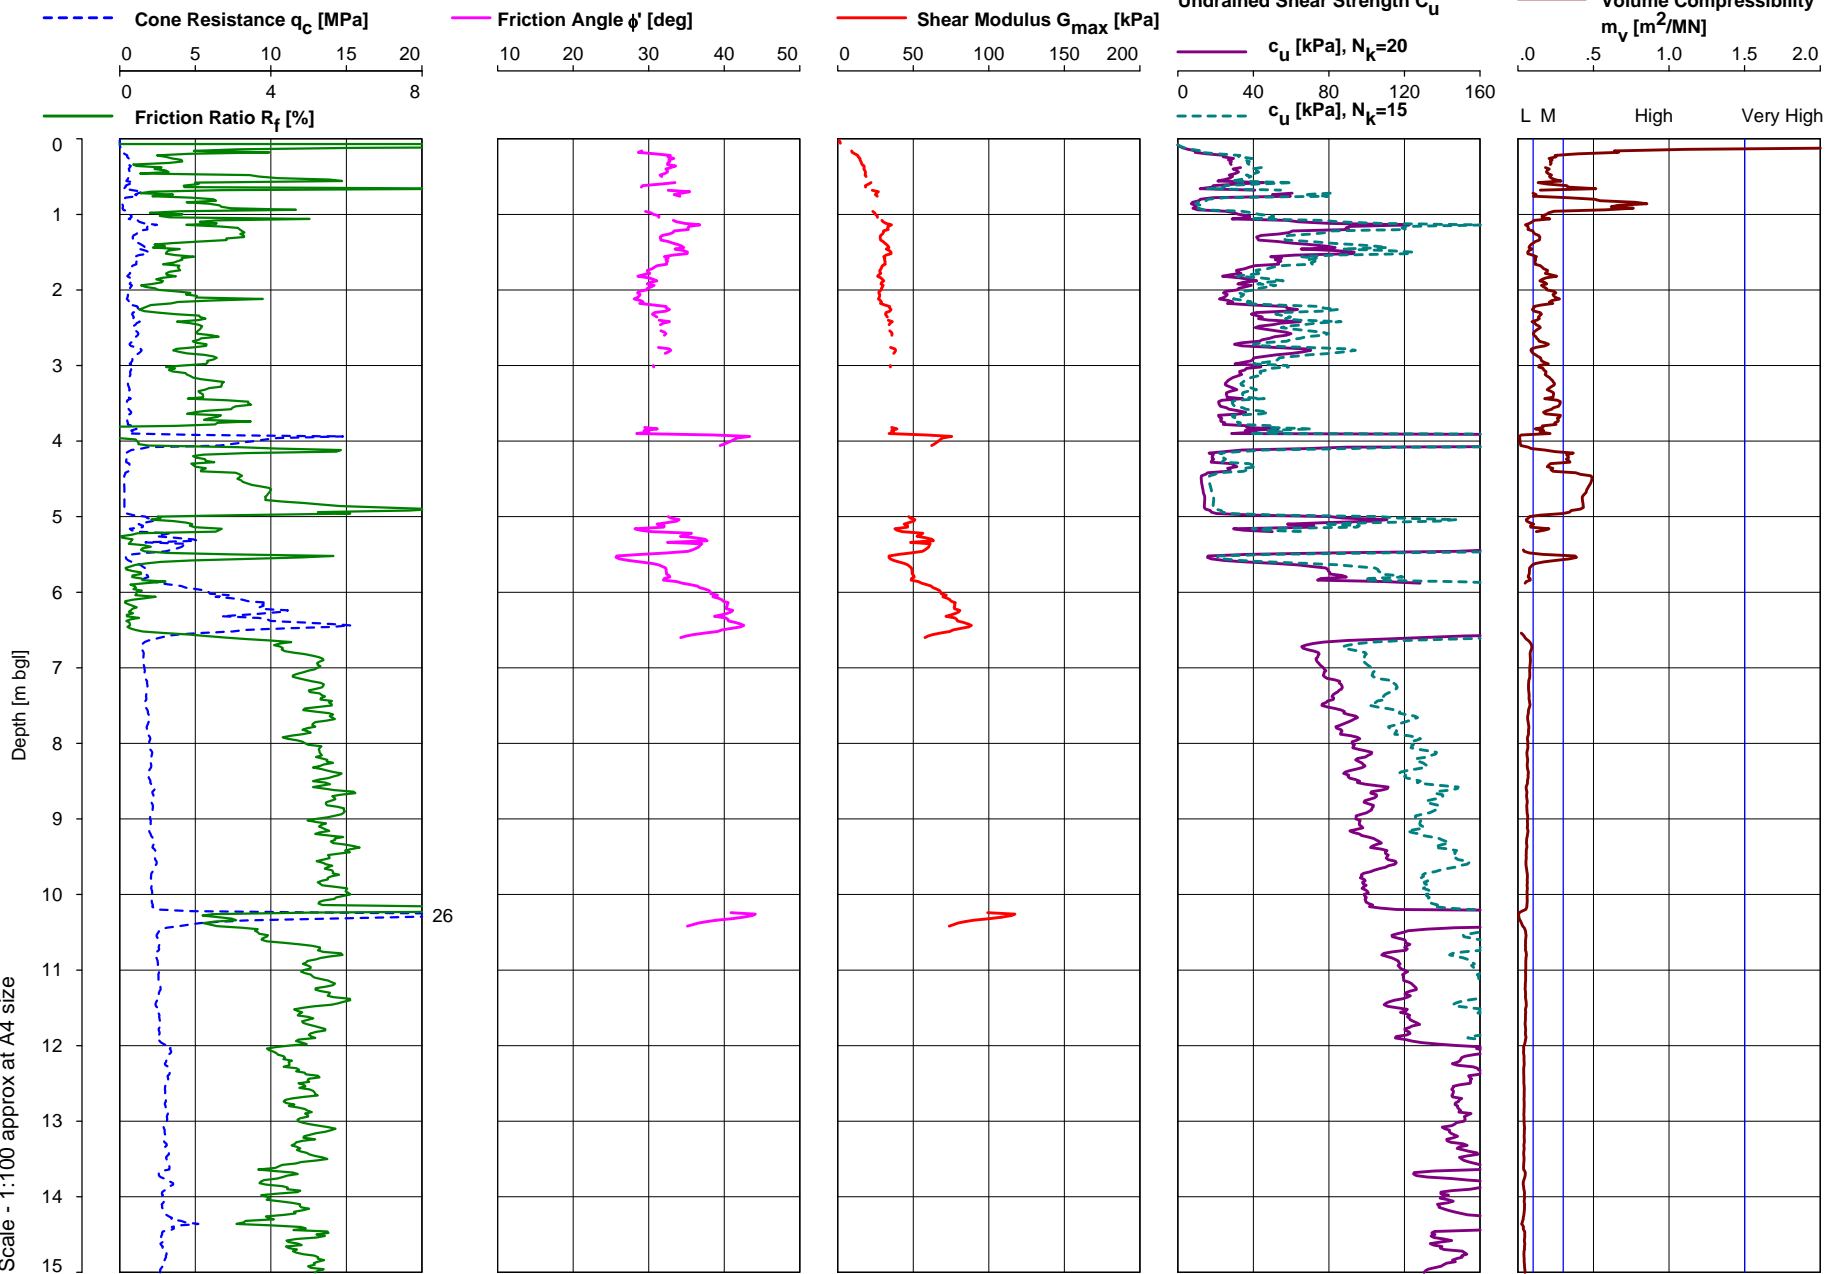 Cone Resistance qc [MPa]
0 5 10 15 20
0 4 8
Friction Ratio Rf [%]
Friction Angle ϕ' [deg]
10 20 30 40 50
Shear Modulus Gmax [kPa]
0 50 100 150 200
Undrained Shear Strength Cu
cu [kPa], Nk=20
0 40 80 120 160
cu [kPa], Nk=15
Volume Compressibility
mv [m2/MN]
.0 .5 1.0 1.5 2.0
L M High Very High
0
1
2
3
4
5
6
7
8
9
10
11
12
13
14
15
26
Depth [m bgl]
Scale - 1:100 approx at A4 size